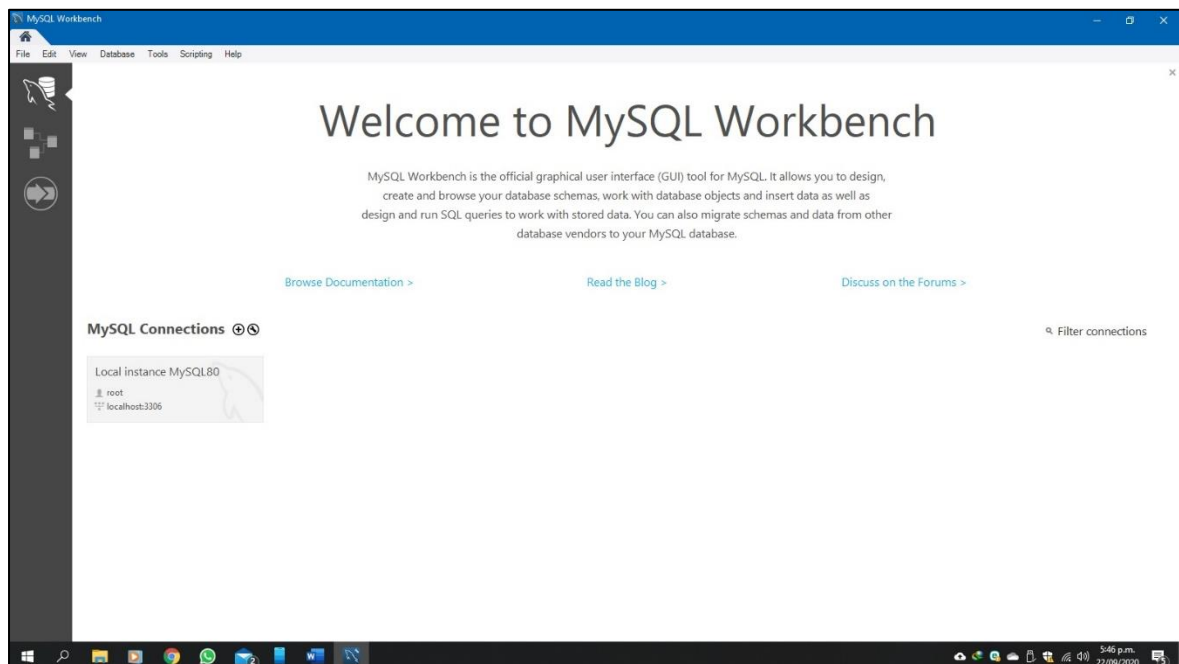 MySQL Workbench
File Edit View Database Tools Scripting Help
Welcome to MySQL Workbench
MySQL Workbench is the official graphical user interface (GUI) tool for MySQL. It allows you to design,
create and browse your database schemas, work with database objects and insert data as well as
design and run SQL queries to work with stored data. You can also migrate schemas and data from other
database vendors to your MySQL database.
Browse Documentation > Read the Blog > Discuss on the Forums >
MySQL Connections Filter connections
Local instance MySQL80
root
localhost:3306
5:46 p.m.
22/09/2020